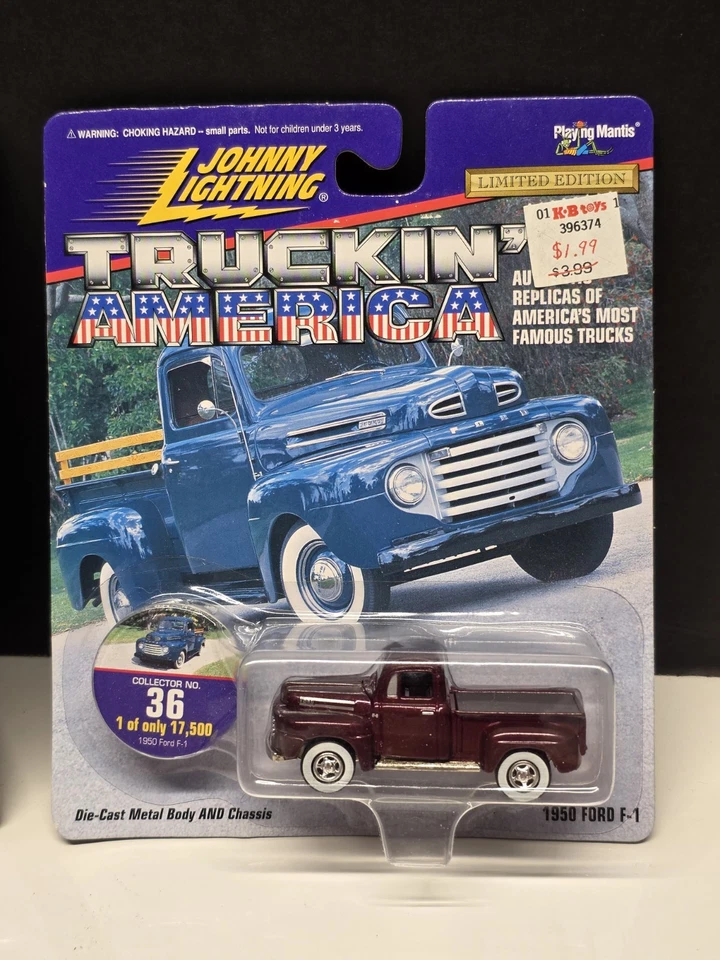 ⚠ WARNING: CHOKING HAZARD -- small parts. Not for children under 3 years.
Playing Mantis®
JOHNNY
LIGHTNING®
LIMITED EDITION
01 K•B toys 1
396374
$1.99
$3.99
TRUCKIN'
AMERICA
REPLICAS OF
AMERICA'S MOST
FAMOUS TRUCKS
FORD
COLLECTOR NO.
36
1 of only 17,500
1950 Ford F-1
Die-Cast Metal Body AND Chassis
1950 FORD F-1